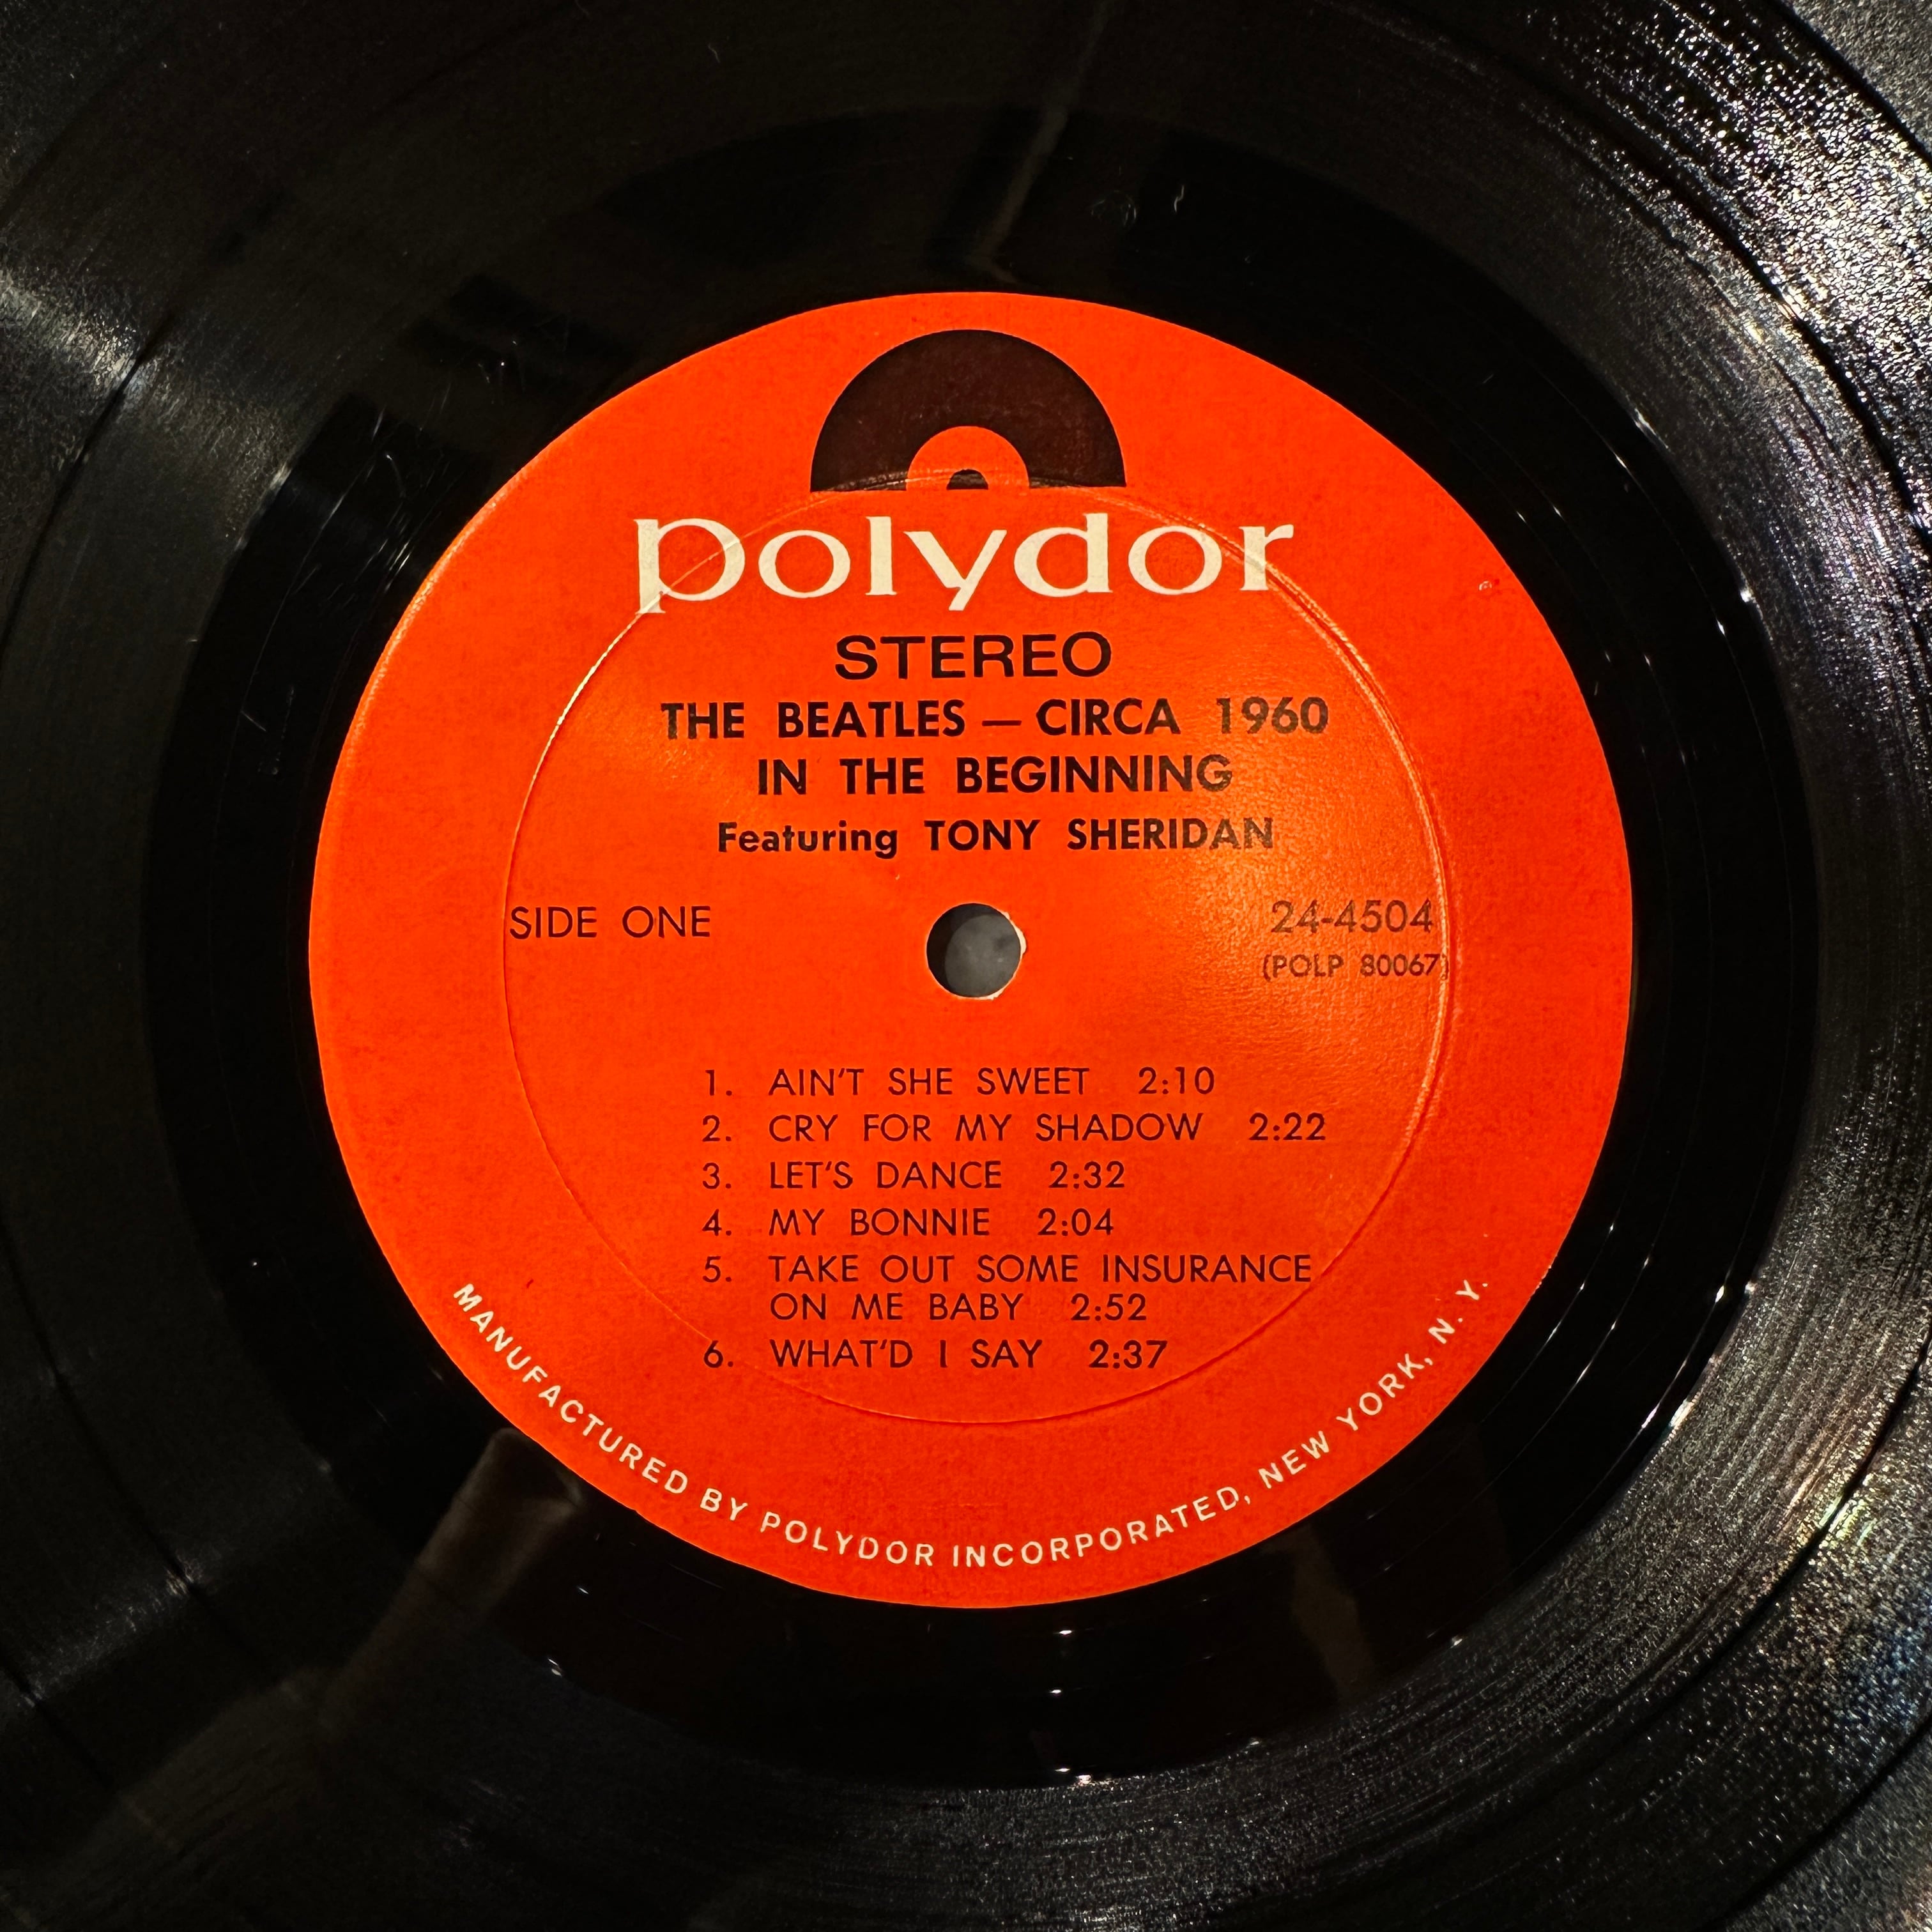 polydor
STEREO
THE BEATLES — CIRCA 1960
IN THE BEGINNING
Featuring TONY SHERIDAN
SIDE ONE
24-4504
(POLP 80067)
1. AIN'T SHE SWEET 2:10
2. CRY FOR MY SHADOW 2:22
3. LET'S DANCE 2:32
4. MY BONNIE 2:04
5. TAKE OUT SOME INSURANCE
ON ME BABY 2:52
6. WHAT'D I SAY 2:37
MANUFACTURED BY POLYDOR INCORPORATED, NEW YORK, N. Y.